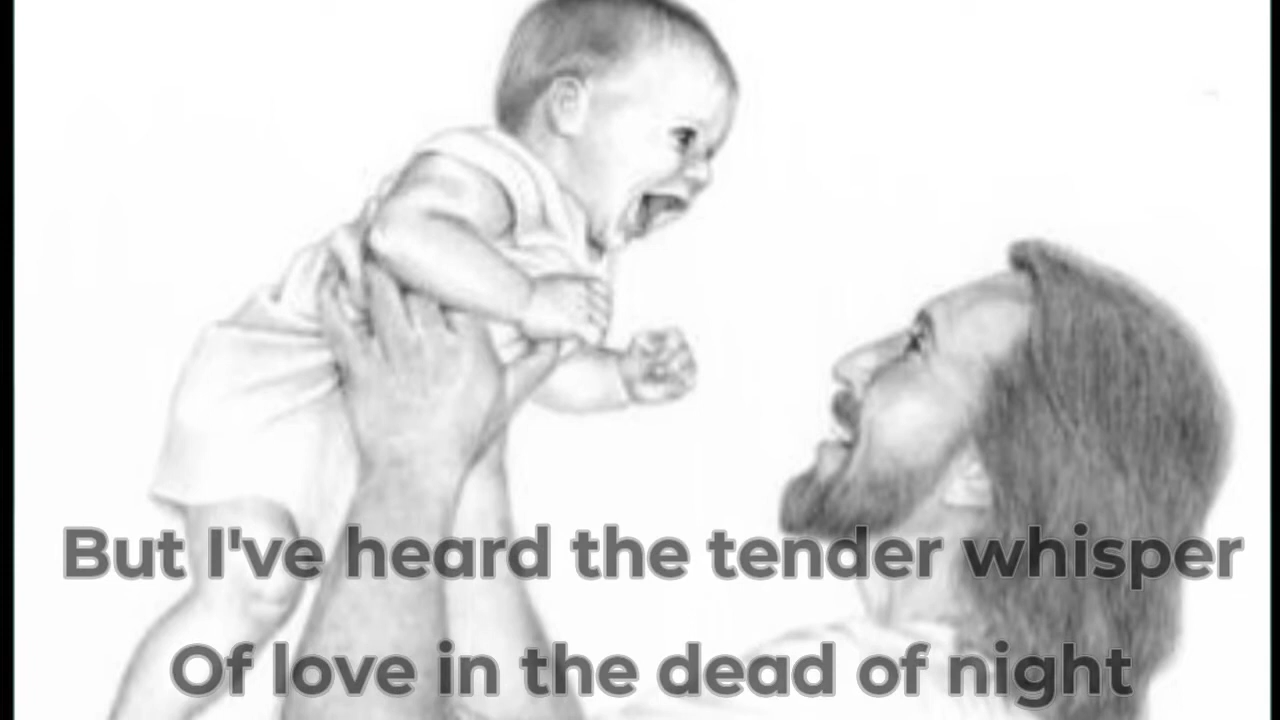 But I've heard the tender whisper
Of love in the dead of night